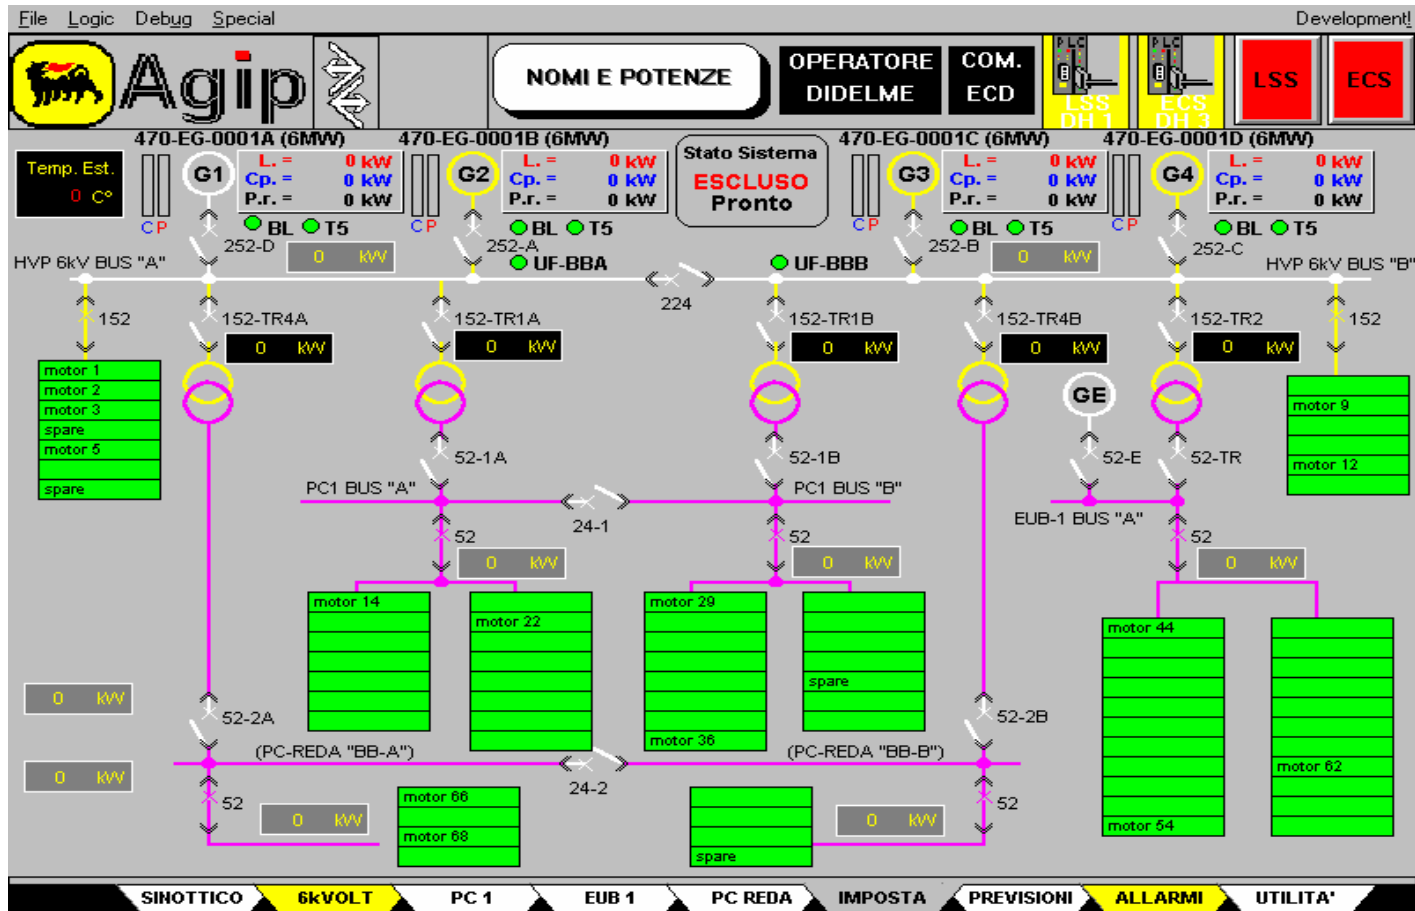 File Logic Debug Special Development!
Agip
NOMI E POTENZE
OPERATORE
DIDELME
COM.
ECD
PLC
LSS
DH 1
PLC
ECS
DH 3
LSS
ECS
470-EG-0001A (6MW) 470-EG-0001B (6MW) 470-EG-0001C (6MW) 470-EG-0001D (6MW)
Temp. Est.
0 C°
C P
G1
L. = 0 kW
Cp. = 0 kW
P.r. = 0 kW
BL T5
C P
G2
L. = 0 kW
Cp. = 0 kW
P.r. = 0 kW
BL T5
Stato Sistema
ESCLUSO
Pronto
C P
G3
L. = 0 kW
Cp. = 0 kW
P.r. = 0 kW
BL T5
C P
G4
L. = 0 kW
Cp. = 0 kW
P.r. = 0 kW
BL T5
252-D 252-A 252-B 252-C
0 kW 0 kW
HVP 6kV BUS "A" UF-BBA UF-BBB HVP 6kV BUS "B"
224
152 152-TR4A 152-TR1A 152-TR1B 152-TR4B 152-TR2 152
0 kW 0 kW 0 kW 0 kW 0 kW
motor 1
motor 2
motor 3
spare
motor 5
spare
GE
motor 9
motor 12
52-1A 52-1B 52-E 52-TR
PC1 BUS "A" PC1 BUS "B"
24-1
EUB-1 BUS "A"
52 52 52
0 kW 0 kW 0 kW
motor 14
motor 22
motor 29
motor 36
spare
motor 44
motor 54
motor 62
0 kW
52-2A 52-2B
(PC-REDA "BB-A") (PC-REDA "BB-B")
0 kW
24-2
52 52
0 kW
motor 66
motor 68
spare
0 kW
SINOTTICO 6kVOLT PC 1 EUB 1 PC REDA IMPOSTA PREVISIONI ALLARMI UTILITA'